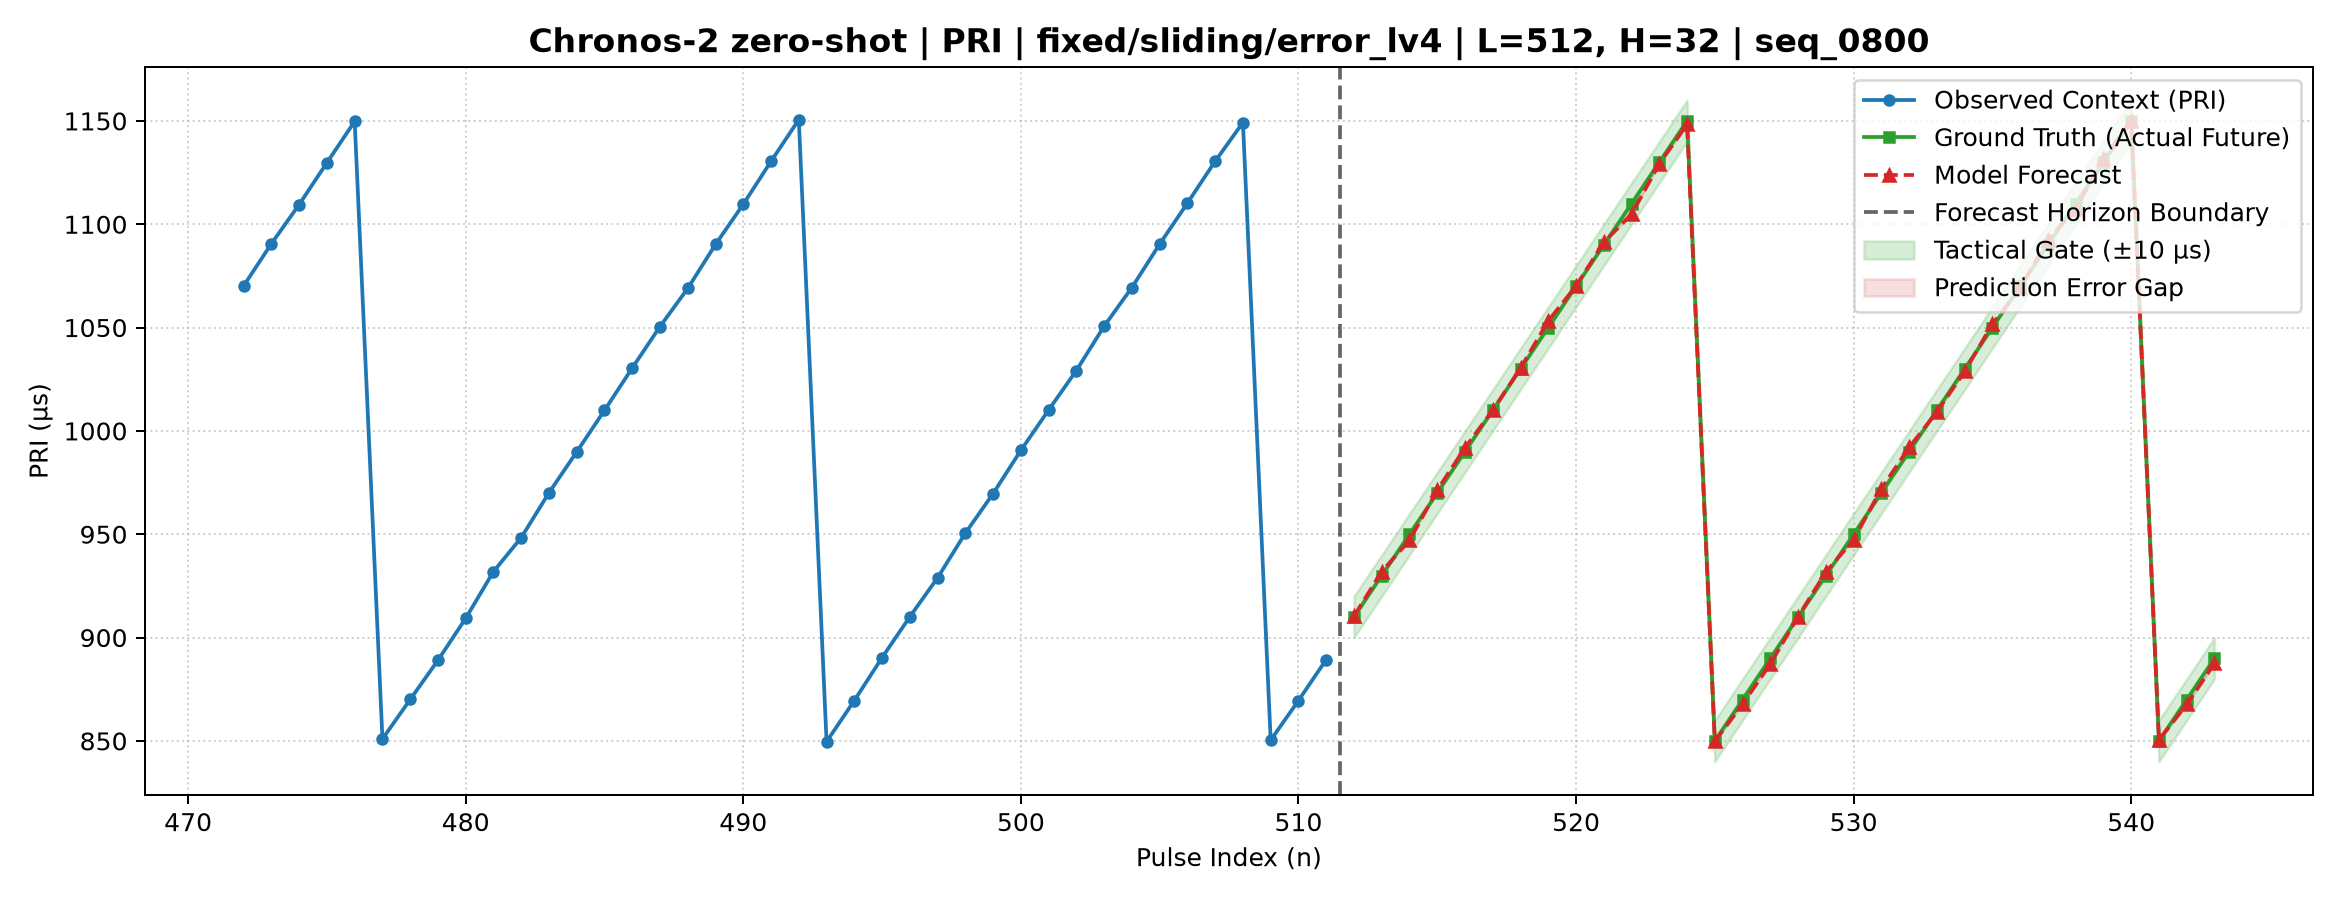 Chronos-2 zero-shot | PRI | fixed/sliding/error_lv4 | L=512, H=32 | seq_0800
PRI (µs)
1150
1100
1050
1000
950
900
850
Observed Context (PRI)
Ground Truth (Actual Future)
Model Forecast
Forecast Horizon Boundary
Tactical Gate (±10 µs)
Prediction Error Gap
470 480 490 500 510 520 530 540
Pulse Index (n)